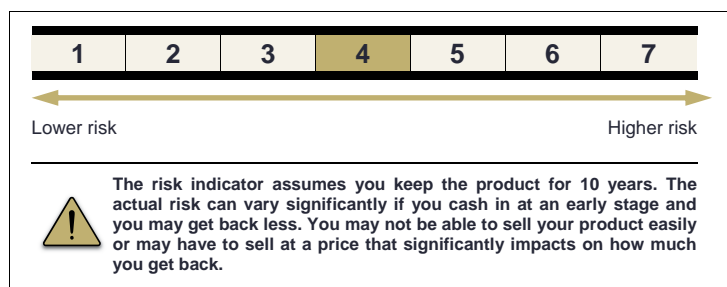 1 2 3 4 5 6 7
Lower risk Higher risk
The risk indicator assumes you keep the product for 10 years. The
actual risk can vary significantly if you cash in at an early stage and
you may get back less. You may not be able to sell your product easily
or may have to sell at a price that significantly impacts on how much
you get back.